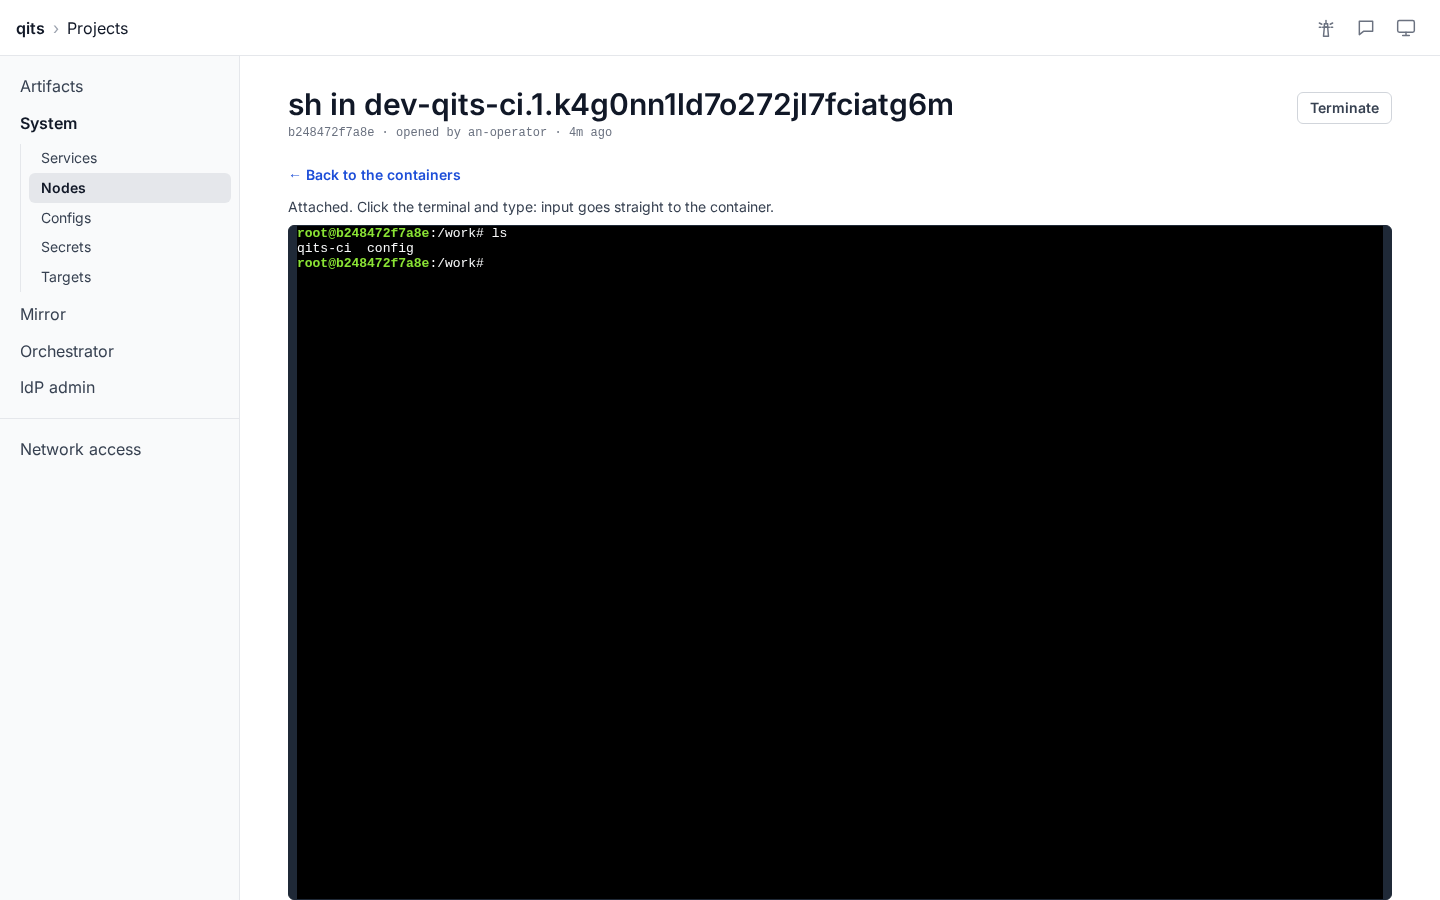 qits › Projects
Artifacts
System
Services
Nodes
Configs
Secrets
Targets
Mirror
Orchestrator
IdP admin
Network access
sh in dev-qits-ci.1.k4g0nn1ld7o272jl7fciatg6m
Terminate
b248472f7a8e · opened by an-operator · 4m ago
← Back to the containers
Attached. Click the terminal and type: input goes straight to the container.
root@b248472f7a8e:/work# ls
qits-ci  config
root@b248472f7a8e:/work#